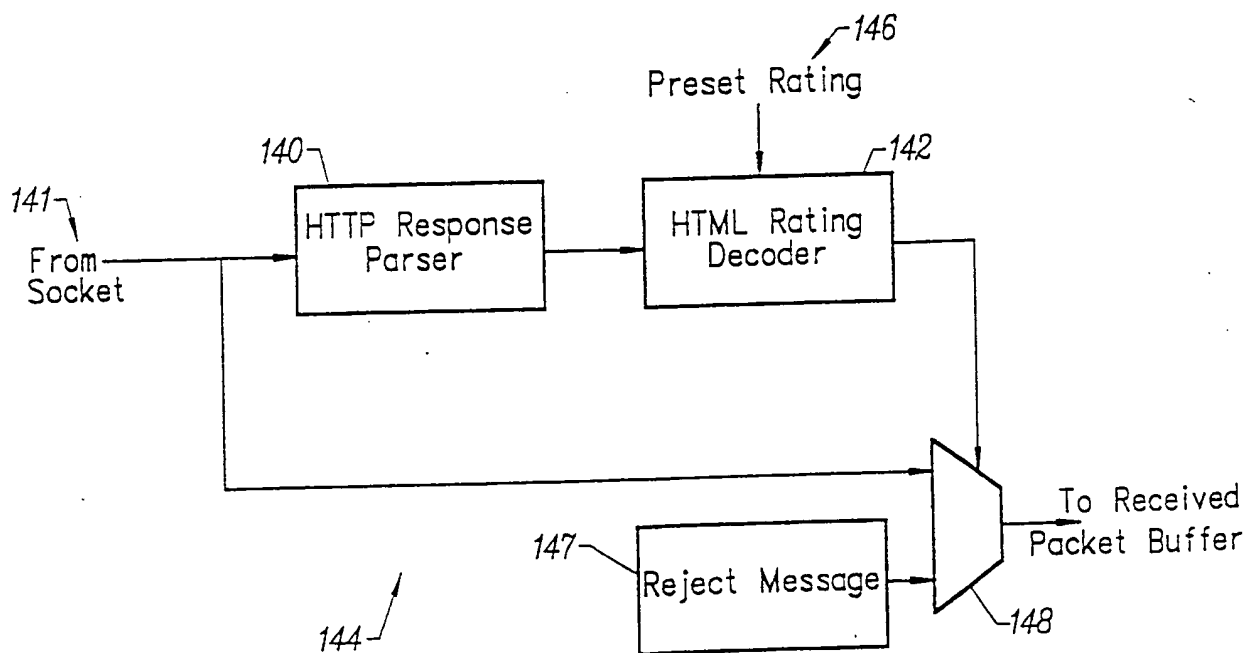 146
Preset Rating
140
142
141
HTTP Response
Parser
HTML Rating
Decoder
From
Socket
To Received
Packet Buffer
147
Reject Message
144
148